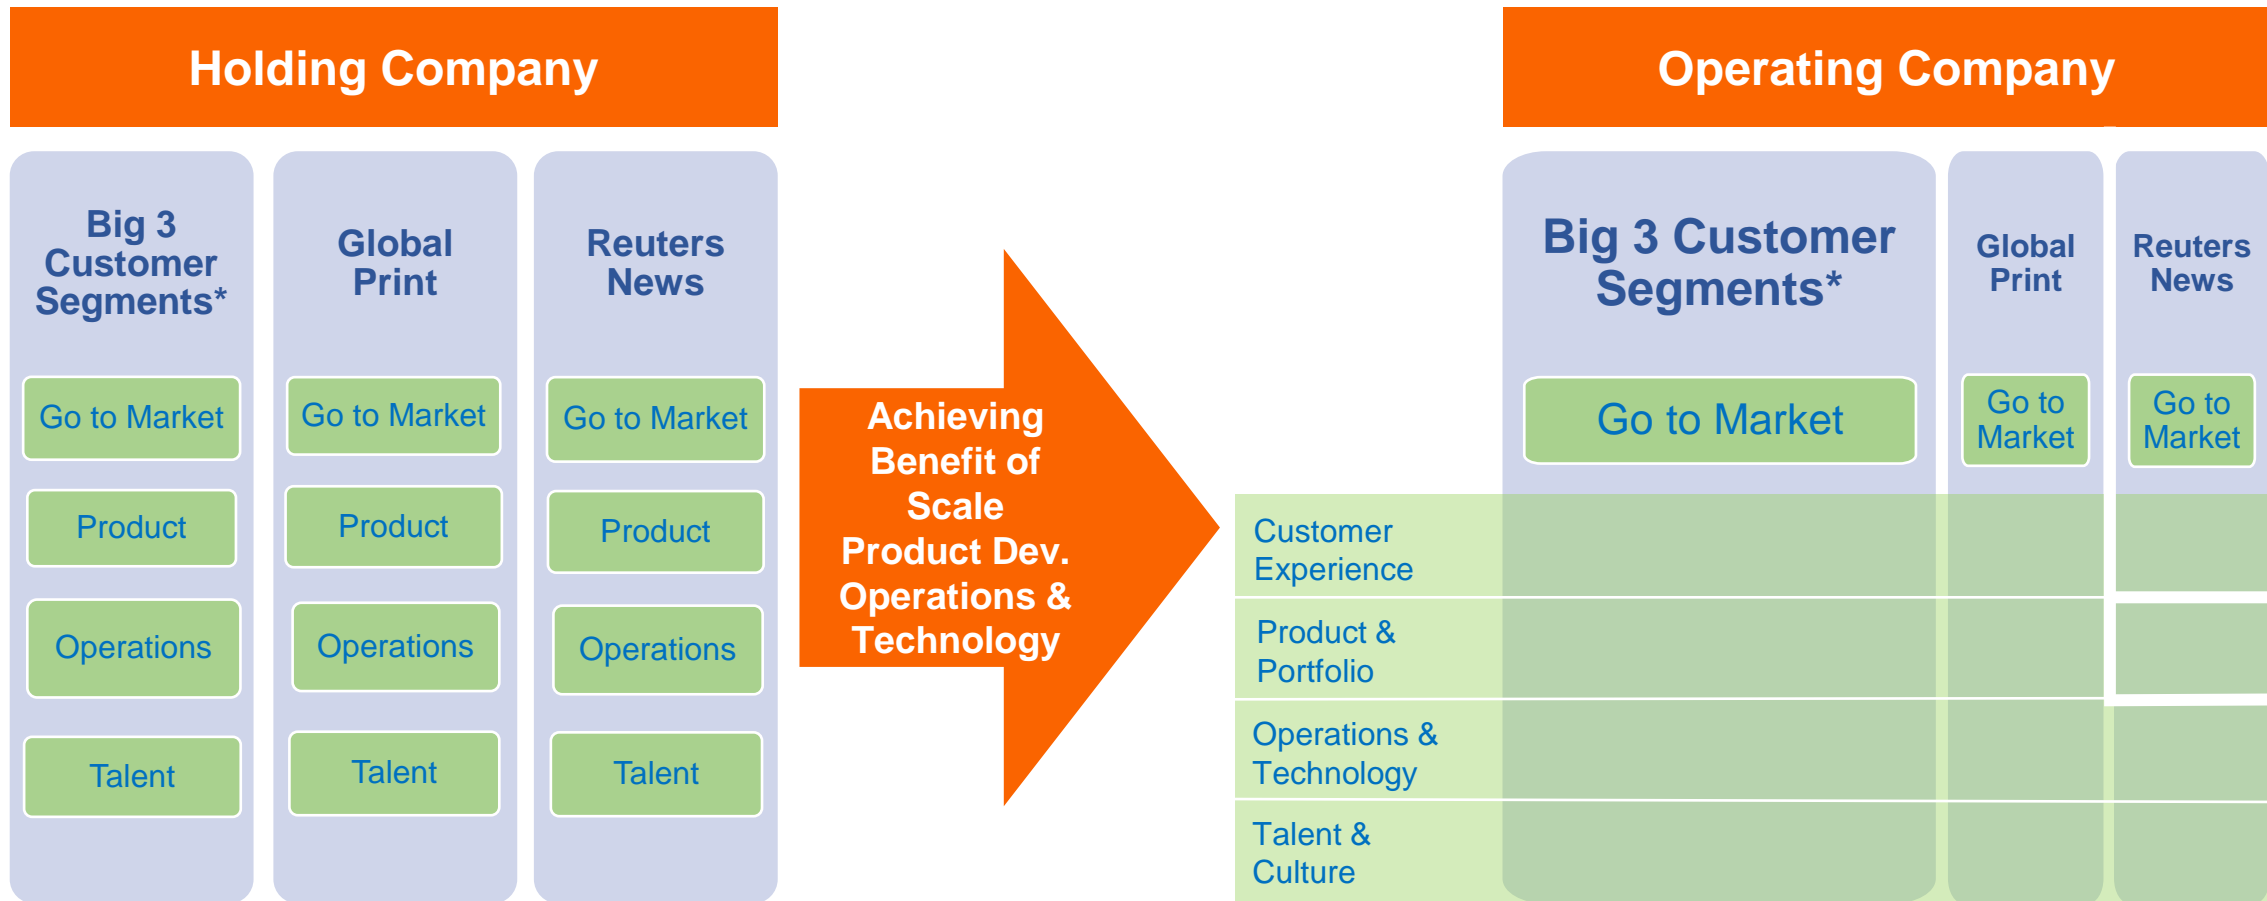 Holding Company
Big 3
Customer
Segments*
Go to Market
Product
Operations
Talent
Global
Print
Go to Market
Product
Operations
Talent
Reuters
News
Go to Market
Product
Operations
Talent
Achieving
Benefit of
Scale
Product Dev.
Operations &
Technology
Operating Company
Big 3 Customer
Segments*
Go to Market
Global
Print
Go to
Market
Reuters
News
Go to
Market
Customer
Experience
Product &
Portfolio
Operations &
Technology
Talent &
Culture